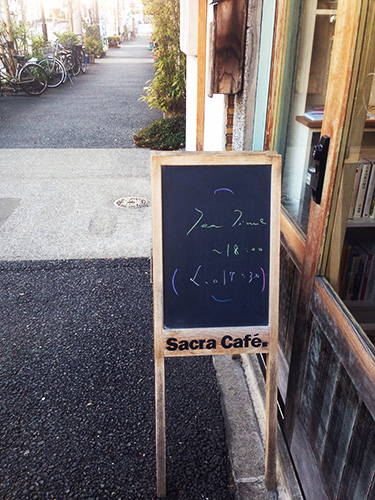 Tea Time
~18:00
(L.o 17:30)
Sacra Café.